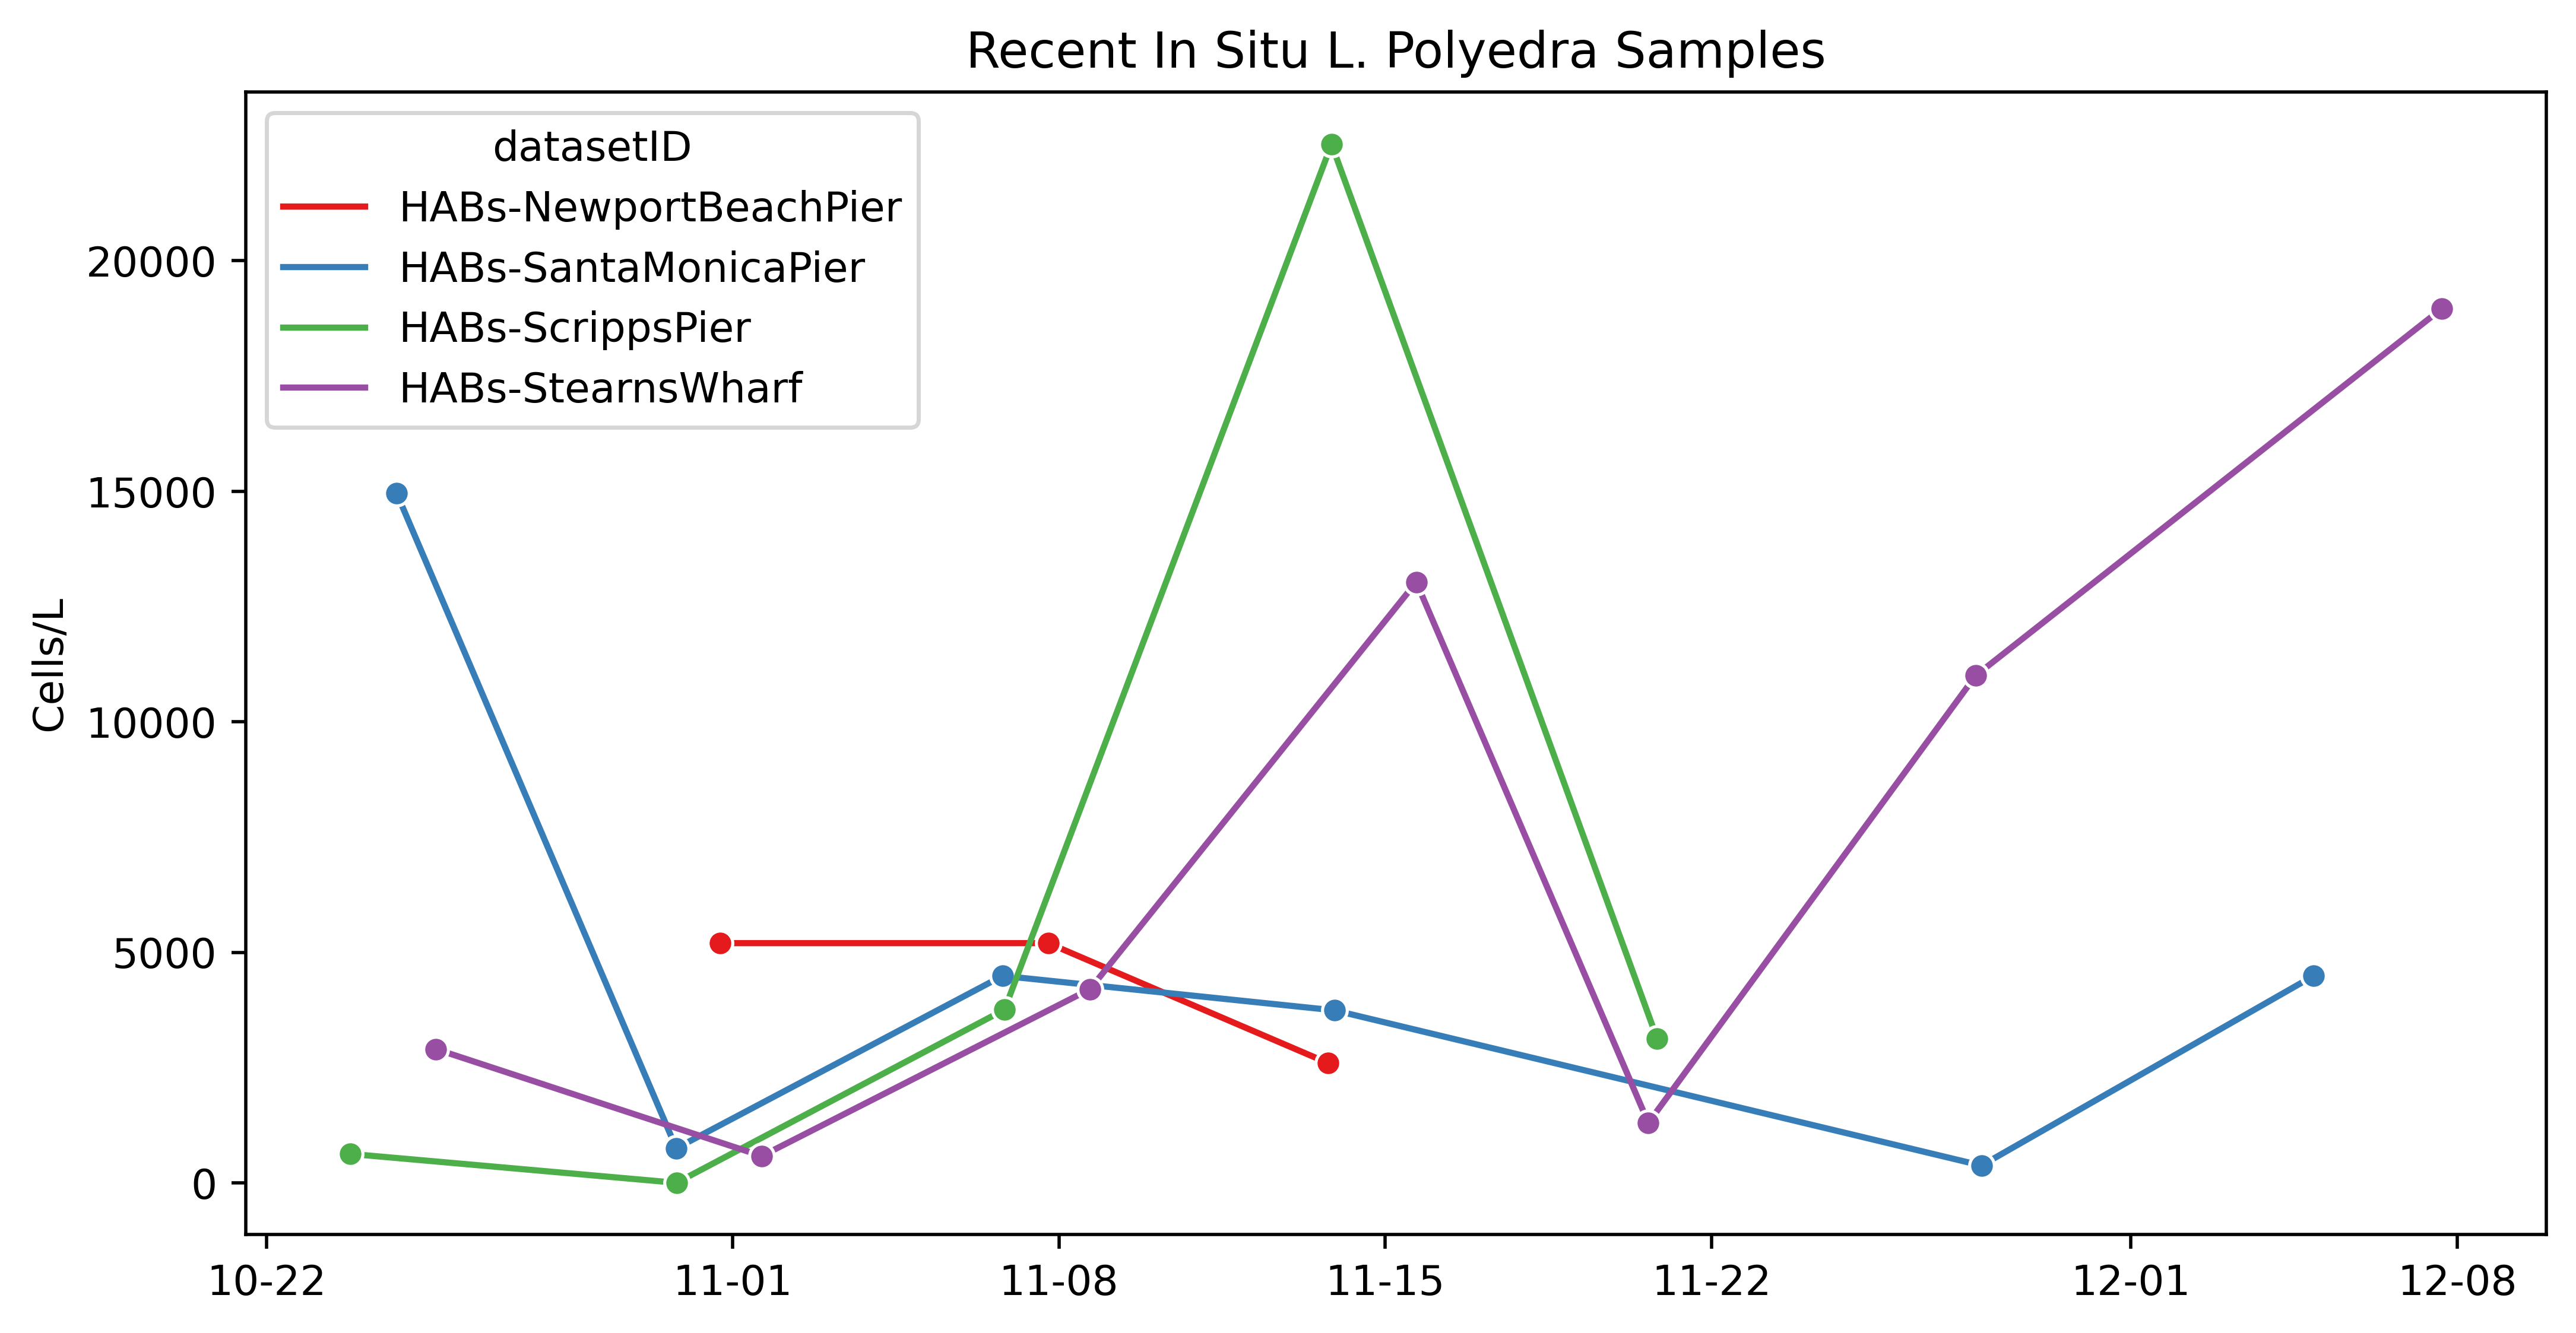 Recent In Situ L. Polyedra Samples
datasetID
HABs-NewportBeachPier
HABs-SantaMonicaPier
HABs-ScrippsPier
HABs-StearnsWharf
Cells/L
20000
15000
10000
5000
0
10-22 11-01 11-08 11-15 11-22 12-01 12-08